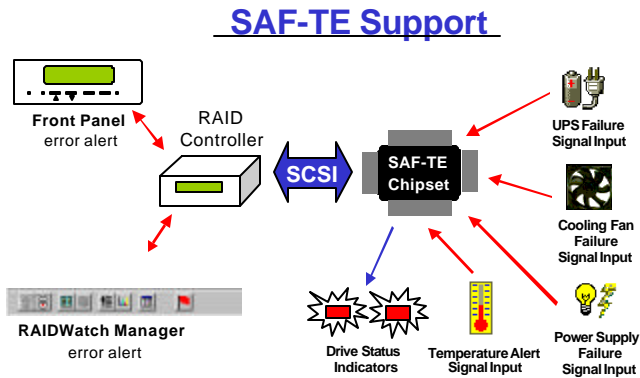 SAF-TE Support
Front Panel
error alert
RAID
Controller
SCSI
SAF-TE
Chipset
UPS Failure
Signal Input
Cooling Fan
Failure
Signal Input
RAIDWatch Manager
error alert
Drive Status
Indicators
Temperature Alert
Signal Input
Power Supply
Failure
Signal Input